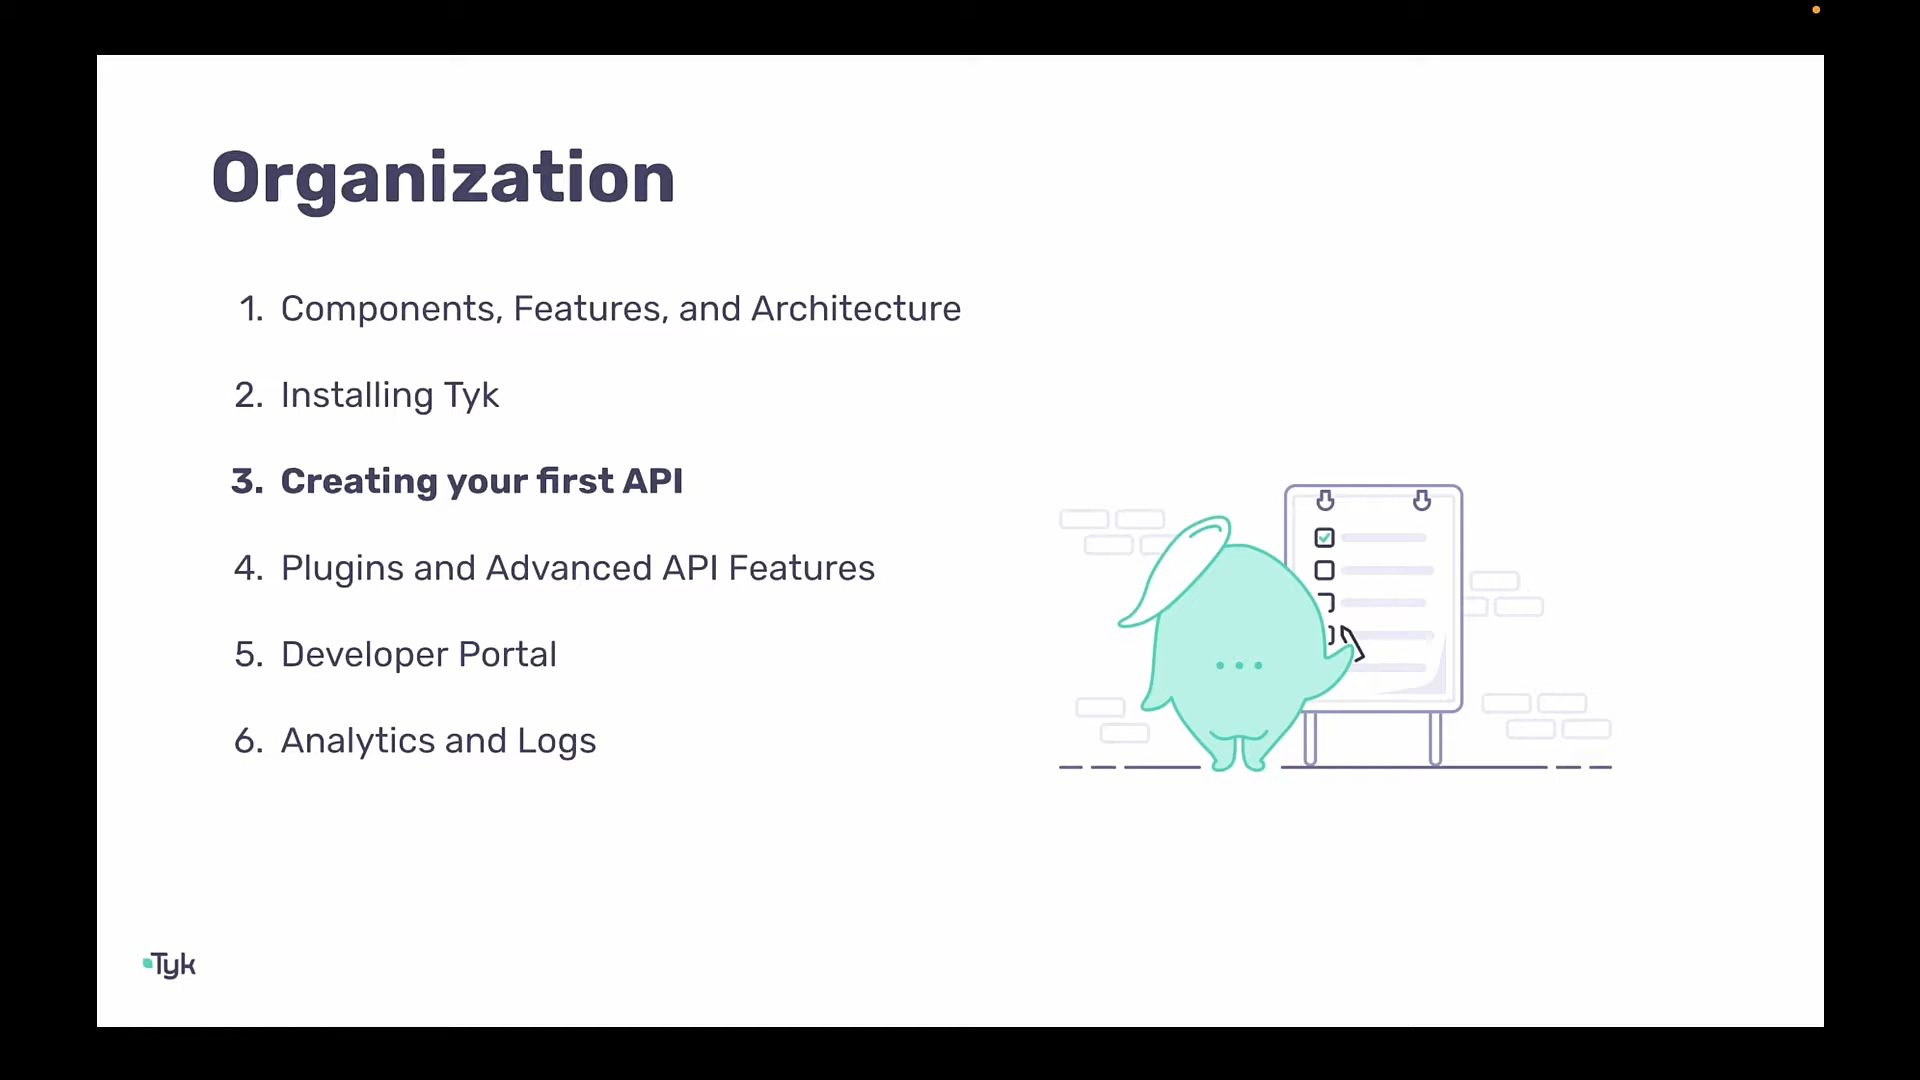 Organization
1. Components, Features, and Architecture
2. Installing Tyk
3. Creating your first API
4. Plugins and Advanced API Features
5. Developer Portal
6. Analytics and Logs
Tyk